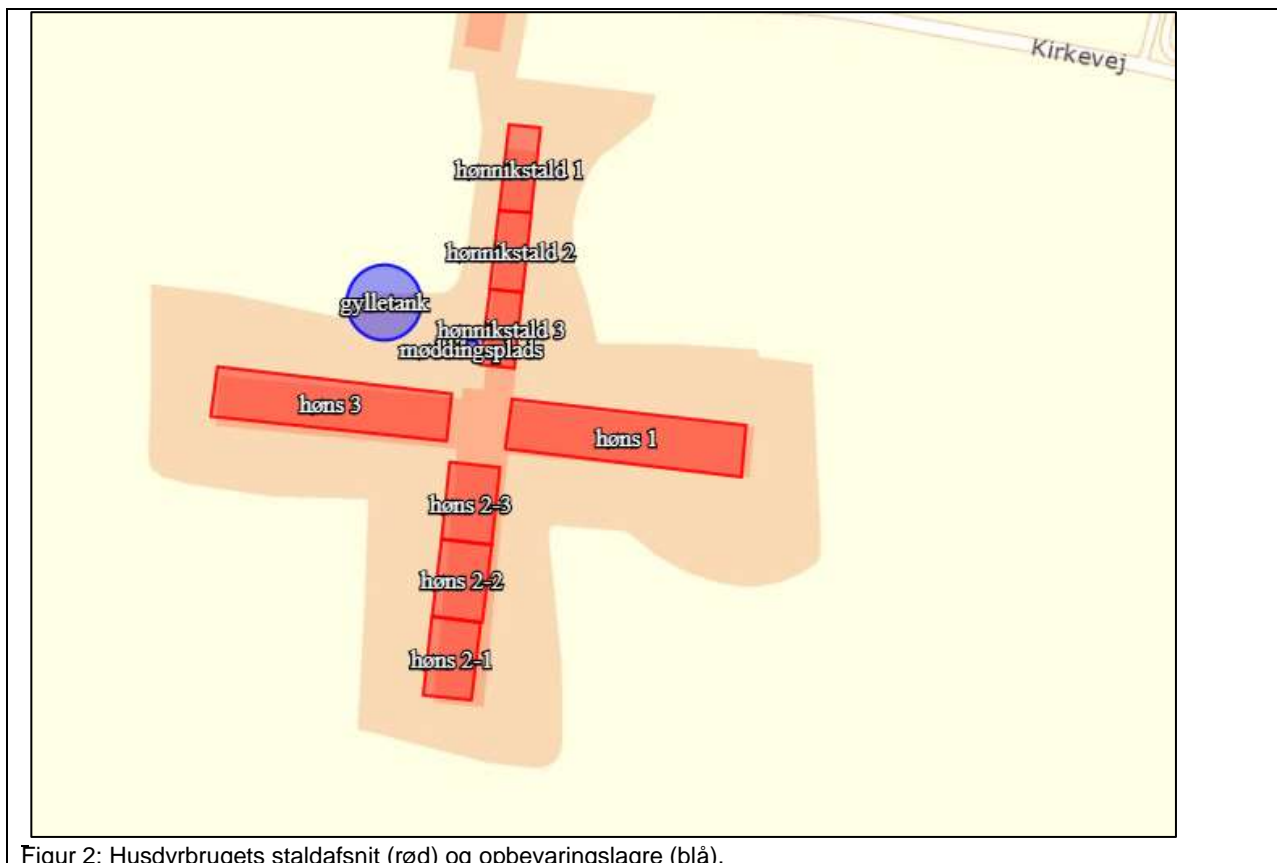 Kirkevej
hønnikstald 1
hønnikstald 2
gylletank
hønnikstald 3
møddingsplads
høns 3
høns 1
høns 2-3
høns 2-2
høns 2-1
Figur 2: Husdyrbrugets staldafsnit (rød) og opbevaringslagre (blå).